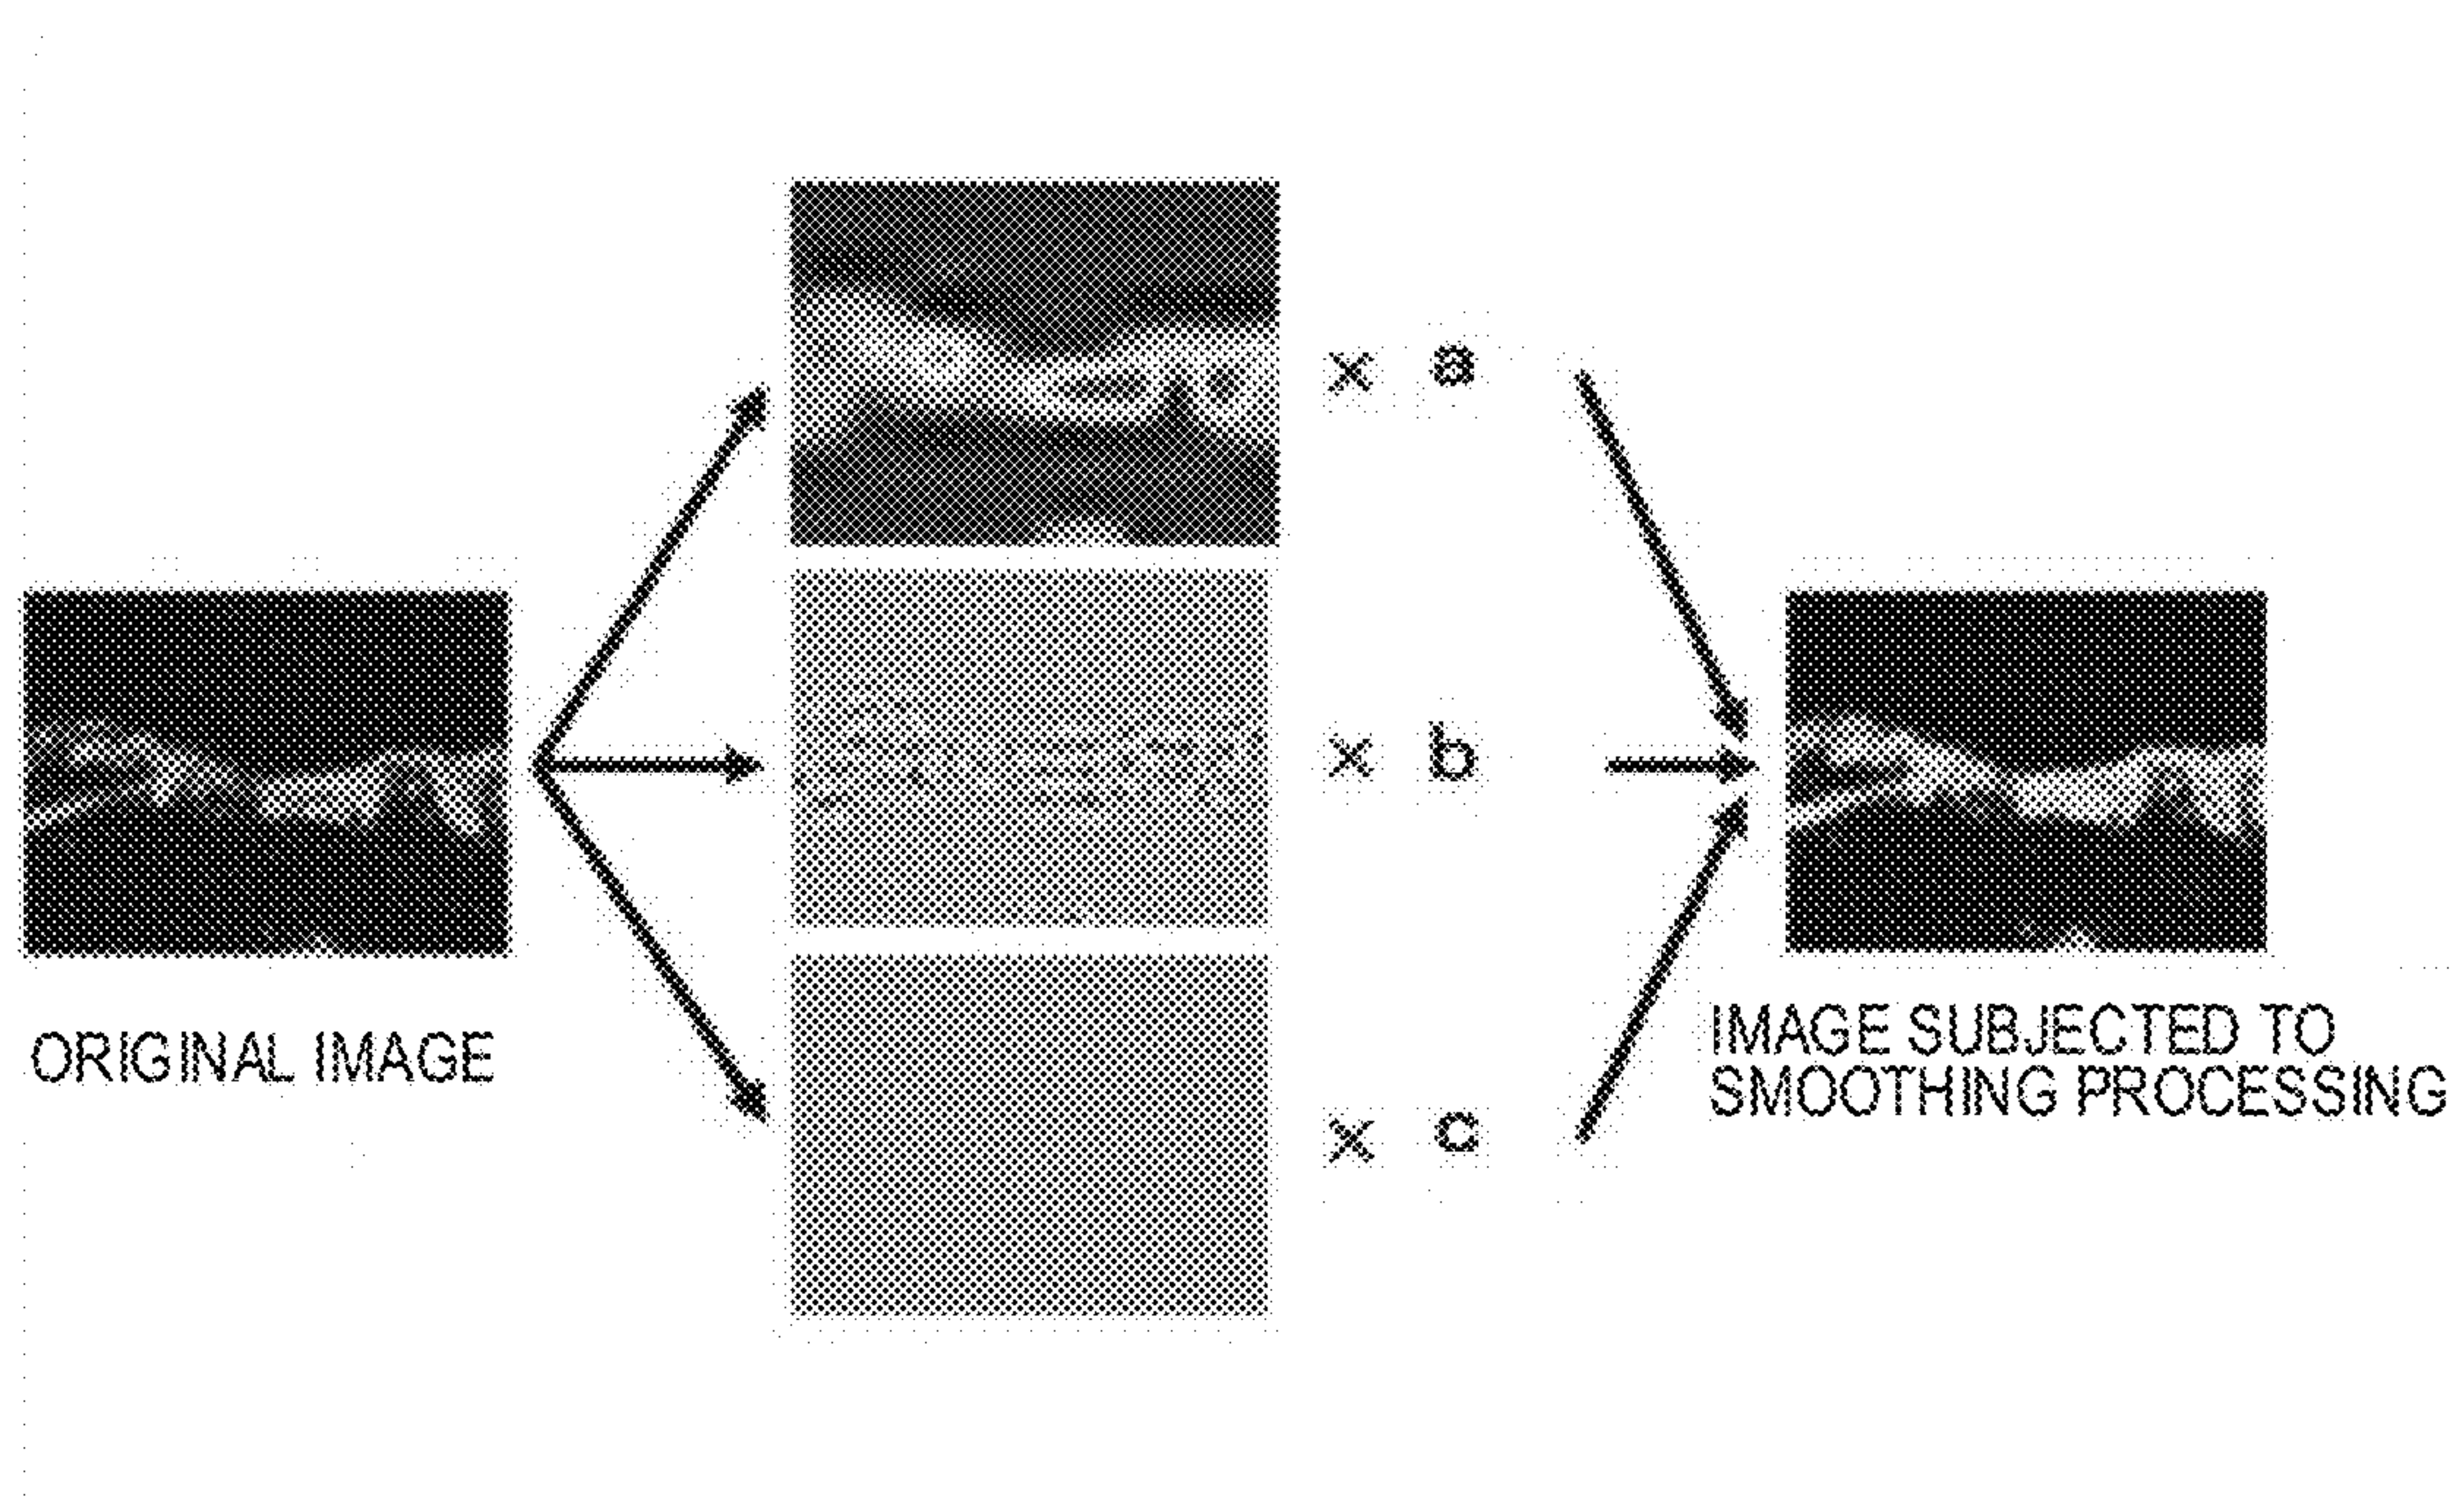 × a
× b
× c
ORIGINAL IMAGE
IMAGE SUBJECTED TO
SMOOTHING PROCESSING